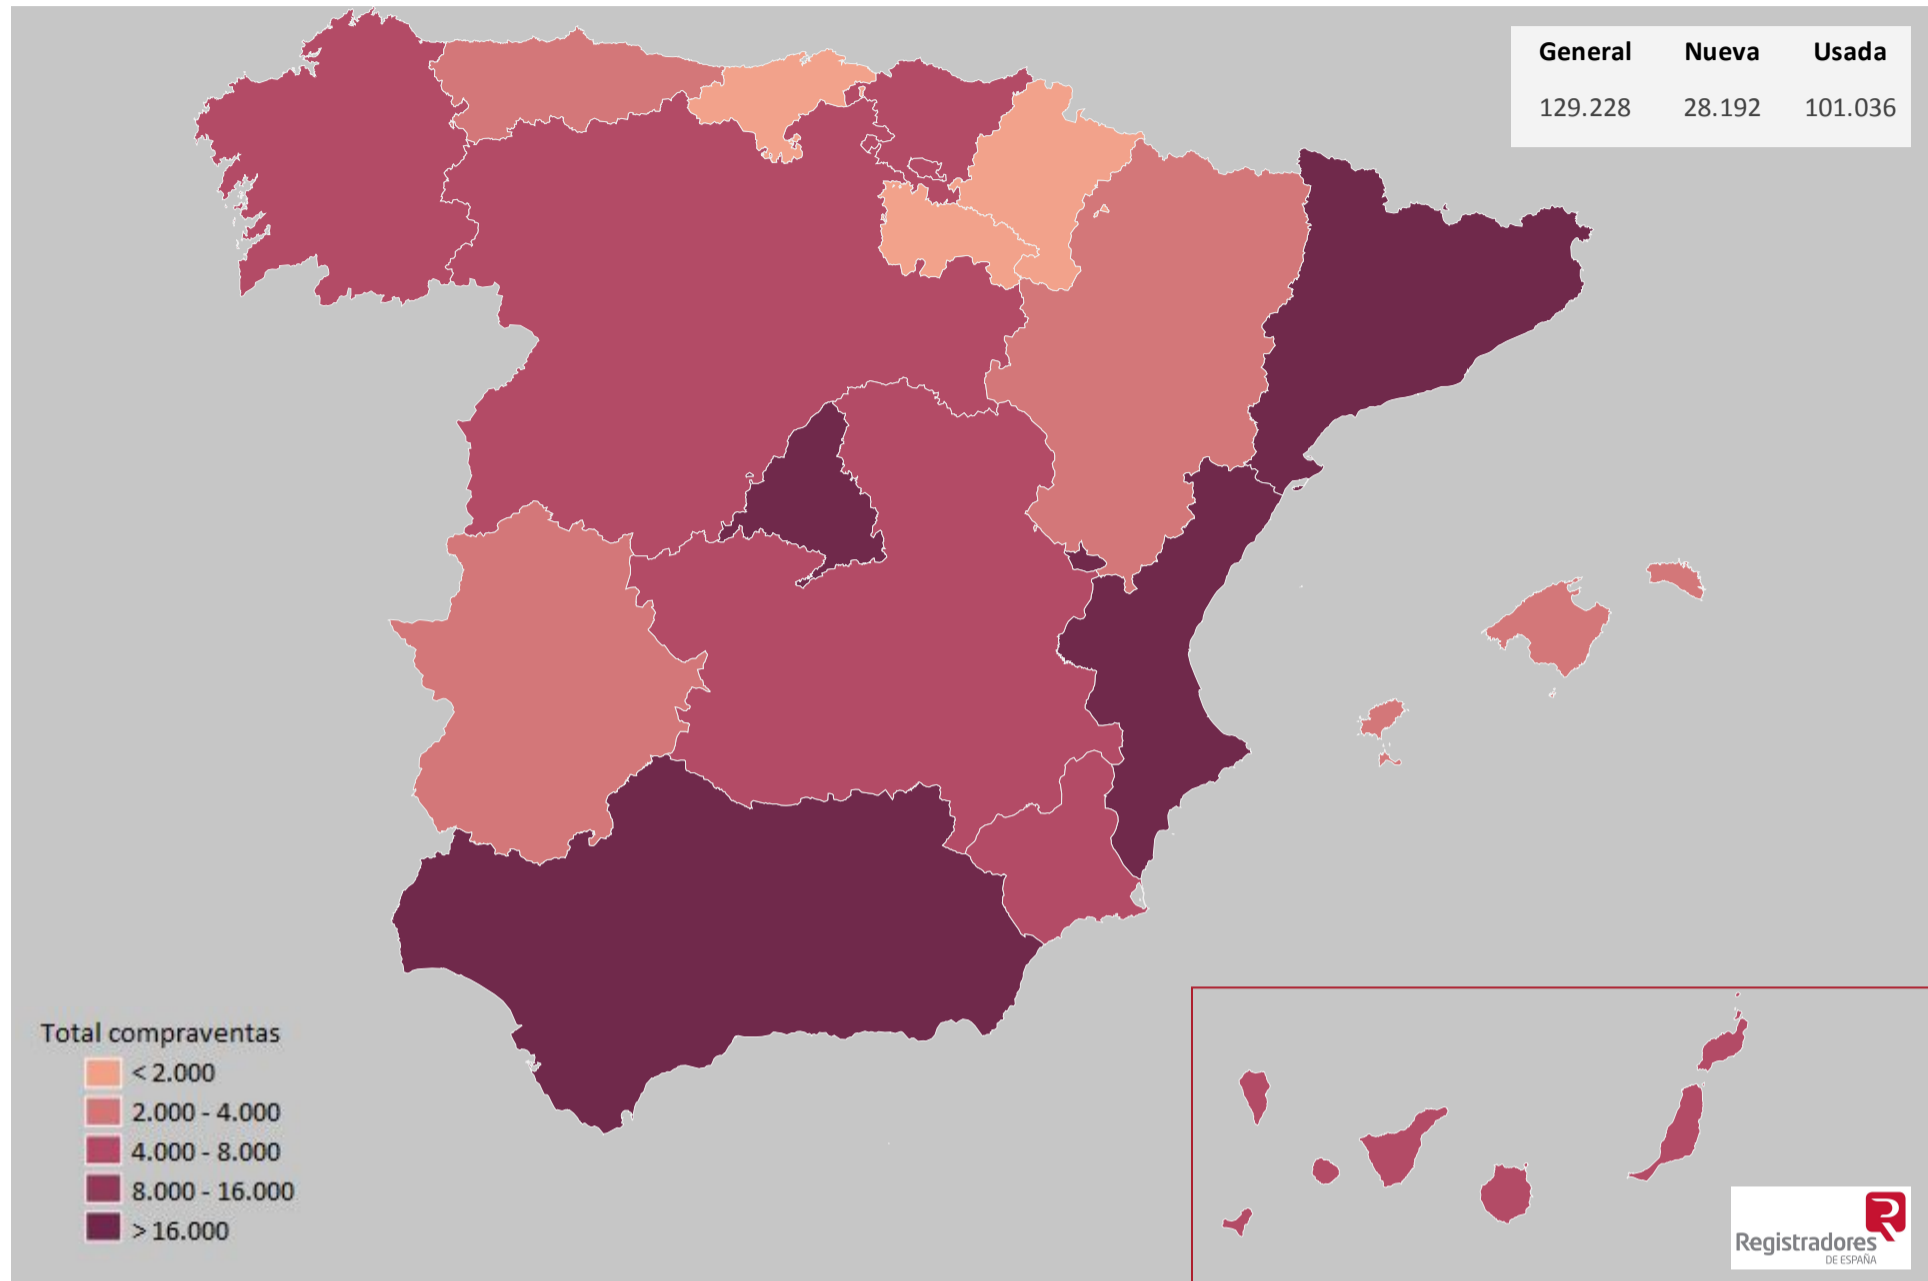 General Nueva Usada
129.228 28.192 101.036
Total compraventas
< 2.000
2.000 - 4.000
4.000 - 8.000
8.000 - 16.000
> 16.000
Registradores
DE ESPAÑA